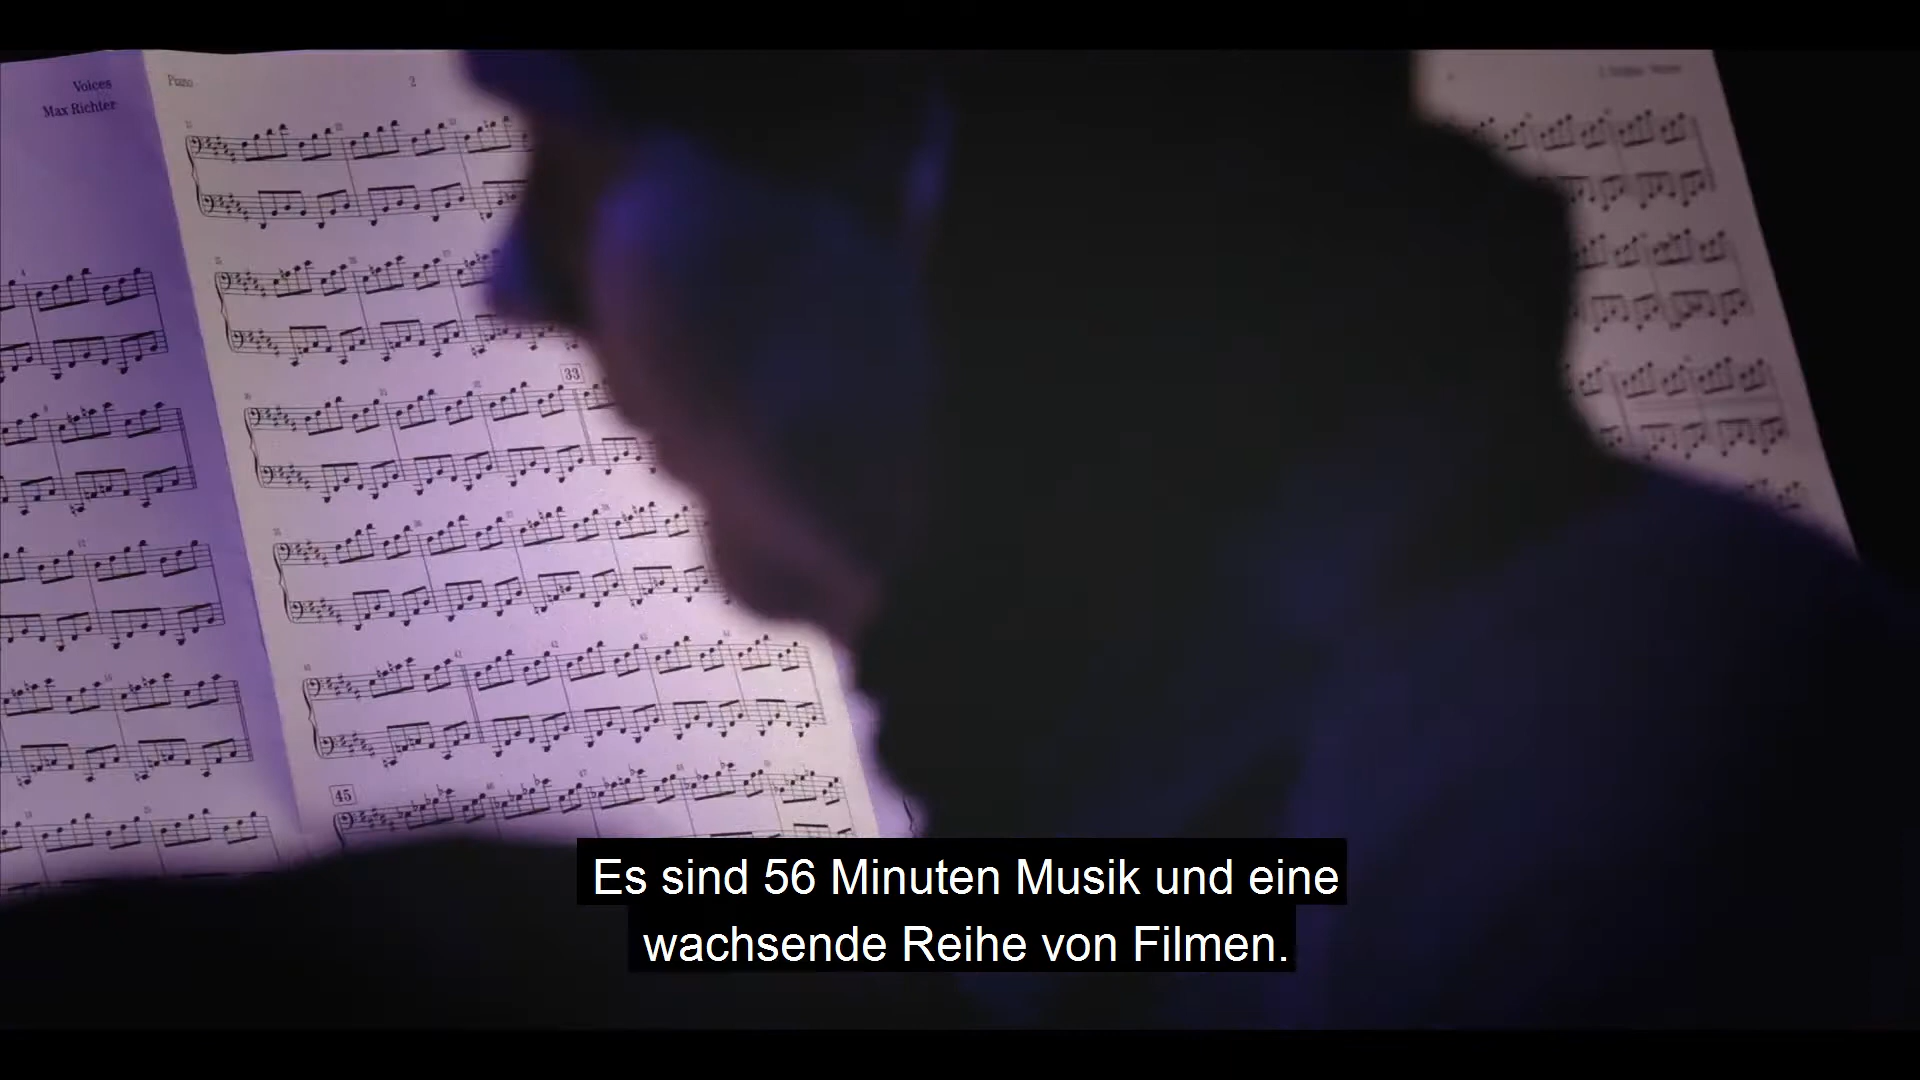 Voices
Max Richter
Piano
2
33
45
Es sind 56 Minuten Musik und eine
wachsende Reihe von Filmen.